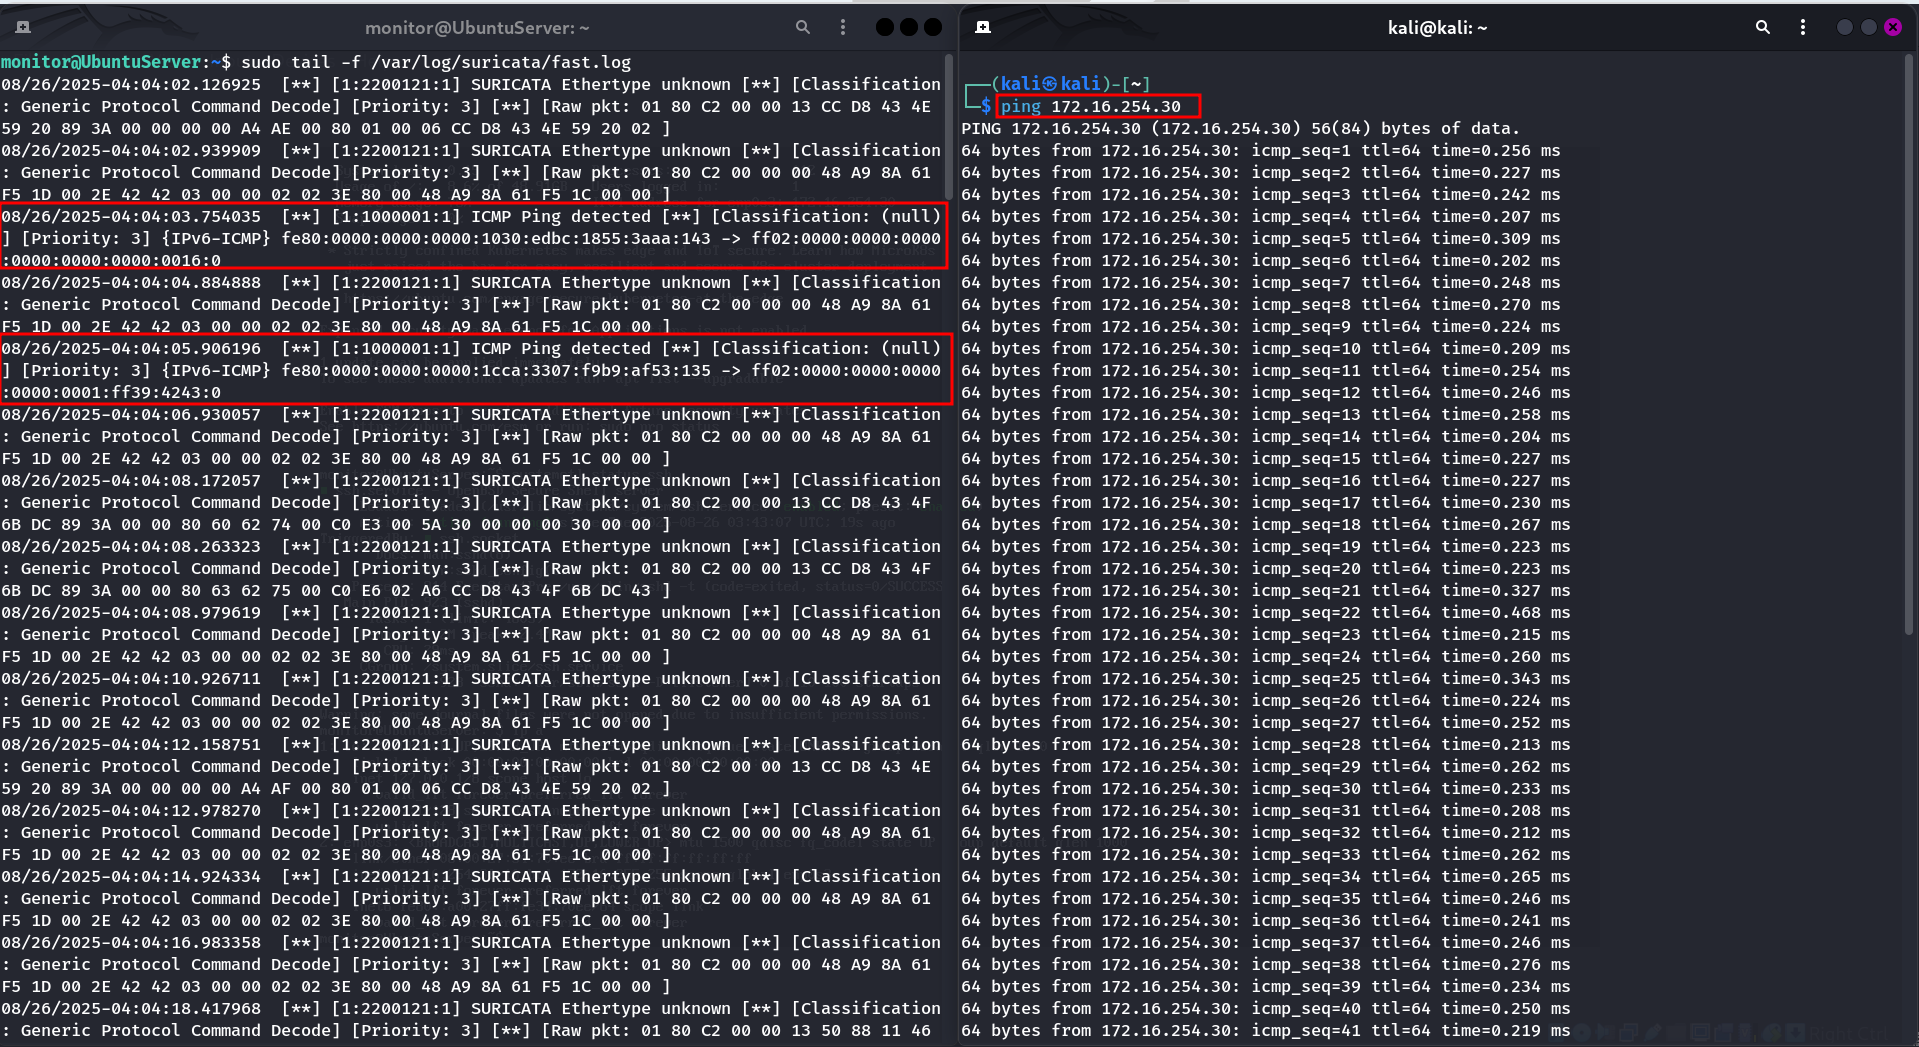 monitor@UbuntuServer: ~
monitor@UbuntuServer:~$ sudo tail -f /var/log/suricata/fast.log
08/26/2025-04:04:02.126925  [**] [1:2200121:1] SURICATA Ethertype unknown [**] [Classification
: Generic Protocol Command Decode] [Priority: 3] [**] [Raw pkt: 01 80 C2 00 00 13 CC D8 43 4E
59 20 89 3A 00 00 00 00 A4 AE 00 80 01 00 06 CC D8 43 4E 59 20 02 ]
08/26/2025-04:04:02.939909  [**] [1:2200121:1] SURICATA Ethertype unknown [**] [Classification
: Generic Protocol Command Decode] [Priority: 3] [**] [Raw pkt: 01 80 C2 00 00 00 48 A9 8A 61
F5 1D 00 2E 42 42 03 00 00 02 02 3E 80 00 48 A9 8A 61 F5 1C 00 00 ]
08/26/2025-04:04:03.754035  [**] [1:1000001:1] ICMP Ping detected [**] [Classification: (null)
] [Priority: 3] {IPv6-ICMP} fe80:0000:0000:0000:1030:edbc:1855:3aaa:143 -> ff02:0000:0000:0000
:0000:0000:0000:0016:0
08/26/2025-04:04:04.884888  [**] [1:2200121:1] SURICATA Ethertype unknown [**] [Classification
: Generic Protocol Command Decode] [Priority: 3] [**] [Raw pkt: 01 80 C2 00 00 00 48 A9 8A 61
F5 1D 00 2E 42 42 03 00 00 02 02 3E 80 00 48 A9 8A 61 F5 1C 00 00 ]
08/26/2025-04:04:05.906196  [**] [1:1000001:1] ICMP Ping detected [**] [Classification: (null)
] [Priority: 3] {IPv6-ICMP} fe80:0000:0000:0000:1cca:3307:f9b9:af53:135 -> ff02:0000:0000:0000
:0000:0001:ff39:4243:0
08/26/2025-04:04:06.930057  [**] [1:2200121:1] SURICATA Ethertype unknown [**] [Classification
: Generic Protocol Command Decode] [Priority: 3] [**] [Raw pkt: 01 80 C2 00 00 00 48 A9 8A 61
F5 1D 00 2E 42 42 03 00 00 02 02 3E 80 00 48 A9 8A 61 F5 1C 00 00 ]
08/26/2025-04:04:08.172057  [**] [1:2200121:1] SURICATA Ethertype unknown [**] [Classification
: Generic Protocol Command Decode] [Priority: 3] [**] [Raw pkt: 01 80 C2 00 00 13 CC D8 43 4F
6B DC 89 3A 00 00 80 60 62 74 00 C0 E3 00 5A 30 00 00 00 30 00 00 ]
08/26/2025-04:04:08.263323  [**] [1:2200121:1] SURICATA Ethertype unknown [**] [Classification
: Generic Protocol Command Decode] [Priority: 3] [**] [Raw pkt: 01 80 C2 00 00 13 CC D8 43 4F
6B DC 89 3A 00 00 80 63 62 75 00 C0 E6 02 A6 CC D8 43 4F 6B DC 43 ]
08/26/2025-04:04:08.979619  [**] [1:2200121:1] SURICATA Ethertype unknown [**] [Classification
: Generic Protocol Command Decode] [Priority: 3] [**] [Raw pkt: 01 80 C2 00 00 00 48 A9 8A 61
F5 1D 00 2E 42 42 03 00 00 02 02 3E 80 00 48 A9 8A 61 F5 1C 00 00 ]
08/26/2025-04:04:10.926711  [**] [1:2200121:1] SURICATA Ethertype unknown [**] [Classification
: Generic Protocol Command Decode] [Priority: 3] [**] [Raw pkt: 01 80 C2 00 00 00 48 A9 8A 61
F5 1D 00 2E 42 42 03 00 00 02 02 3E 80 00 48 A9 8A 61 F5 1C 00 00 ]
08/26/2025-04:04:12.158751  [**] [1:2200121:1] SURICATA Ethertype unknown [**] [Classification
: Generic Protocol Command Decode] [Priority: 3] [**] [Raw pkt: 01 80 C2 00 00 13 CC D8 43 4E
59 20 89 3A 00 00 00 00 A4 AF 00 80 01 00 06 CC D8 43 4E 59 20 02 ]
08/26/2025-04:04:12.978270  [**] [1:2200121:1] SURICATA Ethertype unknown [**] [Classification
: Generic Protocol Command Decode] [Priority: 3] [**] [Raw pkt: 01 80 C2 00 00 00 48 A9 8A 61
F5 1D 00 2E 42 42 03 00 00 02 02 3E 80 00 48 A9 8A 61 F5 1C 00 00 ]
08/26/2025-04:04:14.924334  [**] [1:2200121:1] SURICATA Ethertype unknown [**] [Classification
: Generic Protocol Command Decode] [Priority: 3] [**] [Raw pkt: 01 80 C2 00 00 00 48 A9 8A 61
F5 1D 00 2E 42 42 03 00 00 02 02 3E 80 00 48 A9 8A 61 F5 1C 00 00 ]
08/26/2025-04:04:16.983358  [**] [1:2200121:1] SURICATA Ethertype unknown [**] [Classification
: Generic Protocol Command Decode] [Priority: 3] [**] [Raw pkt: 01 80 C2 00 00 00 48 A9 8A 61
F5 1D 00 2E 42 42 03 00 00 02 02 3E 80 00 48 A9 8A 61 F5 1C 00 00 ]
08/26/2025-04:04:18.417968  [**] [1:2200121:1] SURICATA Ethertype unknown [**] [Classification
: Generic Protocol Command Decode] [Priority: 3] [**] [Raw pkt: 01 80 C2 00 00 13 50 88 11 46
kali@kali: ~
┌──(kali㉿kali)-[~]
└─$ ping 172.16.254.30
PING 172.16.254.30 (172.16.254.30) 56(84) bytes of data.
64 bytes from 172.16.254.30: icmp_seq=1 ttl=64 time=0.256 ms
64 bytes from 172.16.254.30: icmp_seq=2 ttl=64 time=0.227 ms
64 bytes from 172.16.254.30: icmp_seq=3 ttl=64 time=0.242 ms
64 bytes from 172.16.254.30: icmp_seq=4 ttl=64 time=0.207 ms
64 bytes from 172.16.254.30: icmp_seq=5 ttl=64 time=0.309 ms
64 bytes from 172.16.254.30: icmp_seq=6 ttl=64 time=0.202 ms
64 bytes from 172.16.254.30: icmp_seq=7 ttl=64 time=0.248 ms
64 bytes from 172.16.254.30: icmp_seq=8 ttl=64 time=0.270 ms
64 bytes from 172.16.254.30: icmp_seq=9 ttl=64 time=0.224 ms
64 bytes from 172.16.254.30: icmp_seq=10 ttl=64 time=0.209 ms
64 bytes from 172.16.254.30: icmp_seq=11 ttl=64 time=0.254 ms
64 bytes from 172.16.254.30: icmp_seq=12 ttl=64 time=0.246 ms
64 bytes from 172.16.254.30: icmp_seq=13 ttl=64 time=0.258 ms
64 bytes from 172.16.254.30: icmp_seq=14 ttl=64 time=0.204 ms
64 bytes from 172.16.254.30: icmp_seq=15 ttl=64 time=0.227 ms
64 bytes from 172.16.254.30: icmp_seq=16 ttl=64 time=0.227 ms
64 bytes from 172.16.254.30: icmp_seq=17 ttl=64 time=0.230 ms
64 bytes from 172.16.254.30: icmp_seq=18 ttl=64 time=0.267 ms
64 bytes from 172.16.254.30: icmp_seq=19 ttl=64 time=0.223 ms
64 bytes from 172.16.254.30: icmp_seq=20 ttl=64 time=0.223 ms
64 bytes from 172.16.254.30: icmp_seq=21 ttl=64 time=0.327 ms
64 bytes from 172.16.254.30: icmp_seq=22 ttl=64 time=0.468 ms
64 bytes from 172.16.254.30: icmp_seq=23 ttl=64 time=0.215 ms
64 bytes from 172.16.254.30: icmp_seq=24 ttl=64 time=0.260 ms
64 bytes from 172.16.254.30: icmp_seq=25 ttl=64 time=0.343 ms
64 bytes from 172.16.254.30: icmp_seq=26 ttl=64 time=0.224 ms
64 bytes from 172.16.254.30: icmp_seq=27 ttl=64 time=0.252 ms
64 bytes from 172.16.254.30: icmp_seq=28 ttl=64 time=0.213 ms
64 bytes from 172.16.254.30: icmp_seq=29 ttl=64 time=0.262 ms
64 bytes from 172.16.254.30: icmp_seq=30 ttl=64 time=0.233 ms
64 bytes from 172.16.254.30: icmp_seq=31 ttl=64 time=0.208 ms
64 bytes from 172.16.254.30: icmp_seq=32 ttl=64 time=0.212 ms
64 bytes from 172.16.254.30: icmp_seq=33 ttl=64 time=0.262 ms
64 bytes from 172.16.254.30: icmp_seq=34 ttl=64 time=0.265 ms
64 bytes from 172.16.254.30: icmp_seq=35 ttl=64 time=0.246 ms
64 bytes from 172.16.254.30: icmp_seq=36 ttl=64 time=0.241 ms
64 bytes from 172.16.254.30: icmp_seq=37 ttl=64 time=0.246 ms
64 bytes from 172.16.254.30: icmp_seq=38 ttl=64 time=0.276 ms
64 bytes from 172.16.254.30: icmp_seq=39 ttl=64 time=0.234 ms
64 bytes from 172.16.254.30: icmp_seq=40 ttl=64 time=0.250 ms
64 bytes from 172.16.254.30: icmp_seq=41 ttl=64 time=0.219 ms